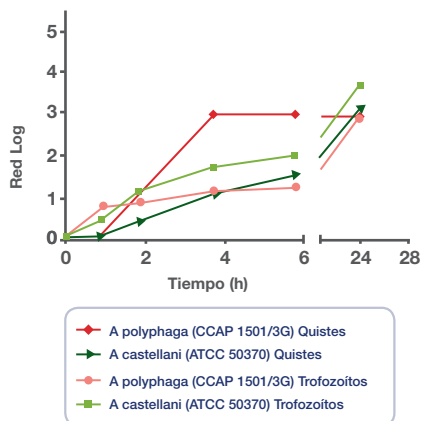 5
4
3
2
1
0
Red Log
0 2 4 6 24 28
Tiempo (h)
A polyphaga (CCAP 1501/3G) Quistes
A castellani (ATCC 50370) Quistes
A polyphaga (CCAP 1501/3G) Trofozoítos
A castellani (ATCC 50370) Trofozoítos